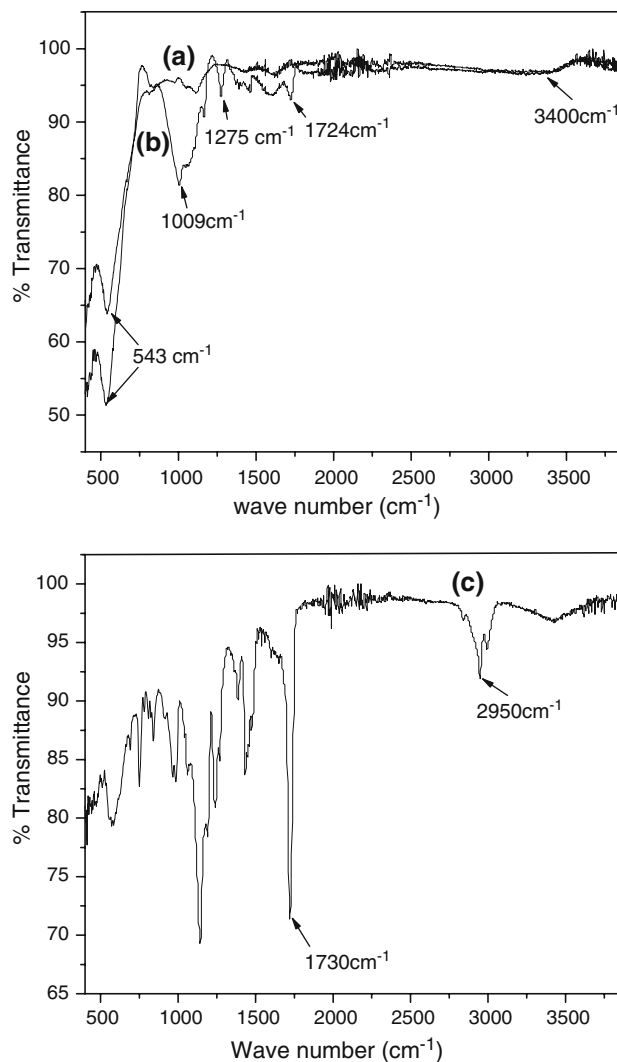 100
(a)
90
(b)
1275 cm-1
1724cm-1
3400cm-1
80
1009cm-1
70
60
543 cm-1
50
% Transmittance
500 1000 1500 2000 2500 3000 3500
wave number (cm-1)
100
(c)
95
90
2950cm-1
85
80
75
70
1730cm-1
65
% Transmittance
500 1000 1500 2000 2500 3000 3500
Wave number (cm-1)